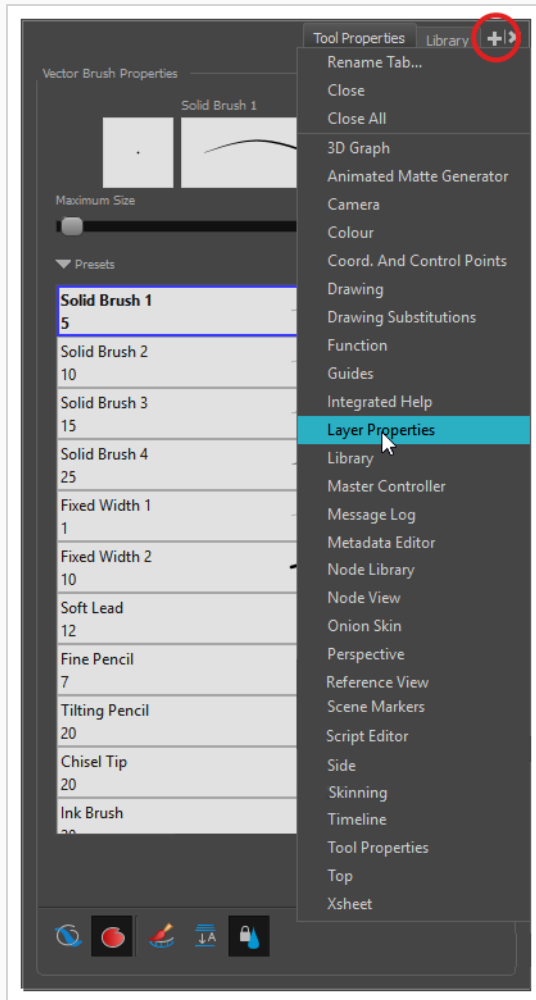 Tool Properties
Library
Rename Tab...
Close
Close All
3D Graph
Animated Matte Generator
Camera
Colour
Coord. And Control Points
Drawing
Drawing Substitutions
Function
Guides
Integrated Help
Layer Properties
Library
Master Controller
Message Log
Metadata Editor
Node Library
Node View
Onion Skin
Perspective
Reference View
Scene Markers
Script Editor
Side
Skinning
Timeline
Tool Properties
Top
Xsheet
Vector Brush Properties
Solid Brush 1
Maximum Size
Presets
Solid Brush 1
5
Solid Brush 2
10
Solid Brush 3
15
Solid Brush 4
25
Fixed Width 1
1
Fixed Width 2
10
Soft Lead
12
Fine Pencil
7
Tilting Pencil
20
Chisel Tip
20
Ink Brush
A